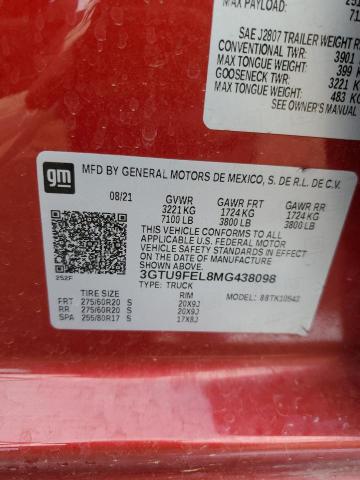 MAX PAYLOAD:
SAE J2807 TRAILER WEIGHT R
CONVENTIONAL TWR: 3901
MAX TONGUE WEIGHT: 399 K
GOOSENECK TWR: 3221 K
MAX TONGUE WEIGHT: 483 KG
SEE OWNER'S MANUAL
gm
MFD BY GENERAL MOTORS DE MEXICO, S. DE R.L. DE C.V.
08/21 GVWR GAWR FRT GAWR RR
3221 KG 1724 KG 1724 KG
7100 LB 3800 LB 3800 LB
THIS VEHICLE CONFORMS TO ALL APPLICABLE
U.S. FEDERAL MOTOR
VEHICLE SAFETY STANDARDS IN EFFECT
ON THE DATE OF MANUFACTURE
SHOWN ABOVE.
252F
3GTU9FEL8MG438098
TYPE: TRUCK
MODEL: 88TK10543
TIRE SIZE RIM
FRT 275/60R20 S 20X9J
RR 275/60R20 S 20X9J
SPA 255/80R17 S 17X8J